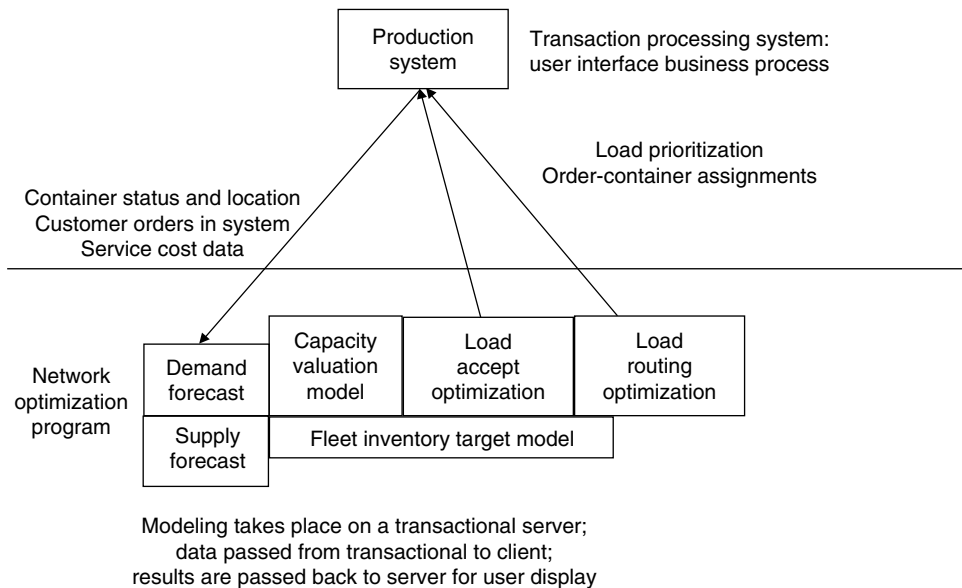 Production
system
Transaction processing system:
user interface business process
Load prioritization
Order-container assignments
Container status and location
Customer orders in system
Service cost data
Network
optimization
program
Demand
forecast
Capacity
valuation
model
Load
accept
optimization
Load
routing
optimization
Supply
forecast
Fleet inventory target model
Modeling takes place on a transactional server;
data passed from transactional to client;
results are passed back to server for user display